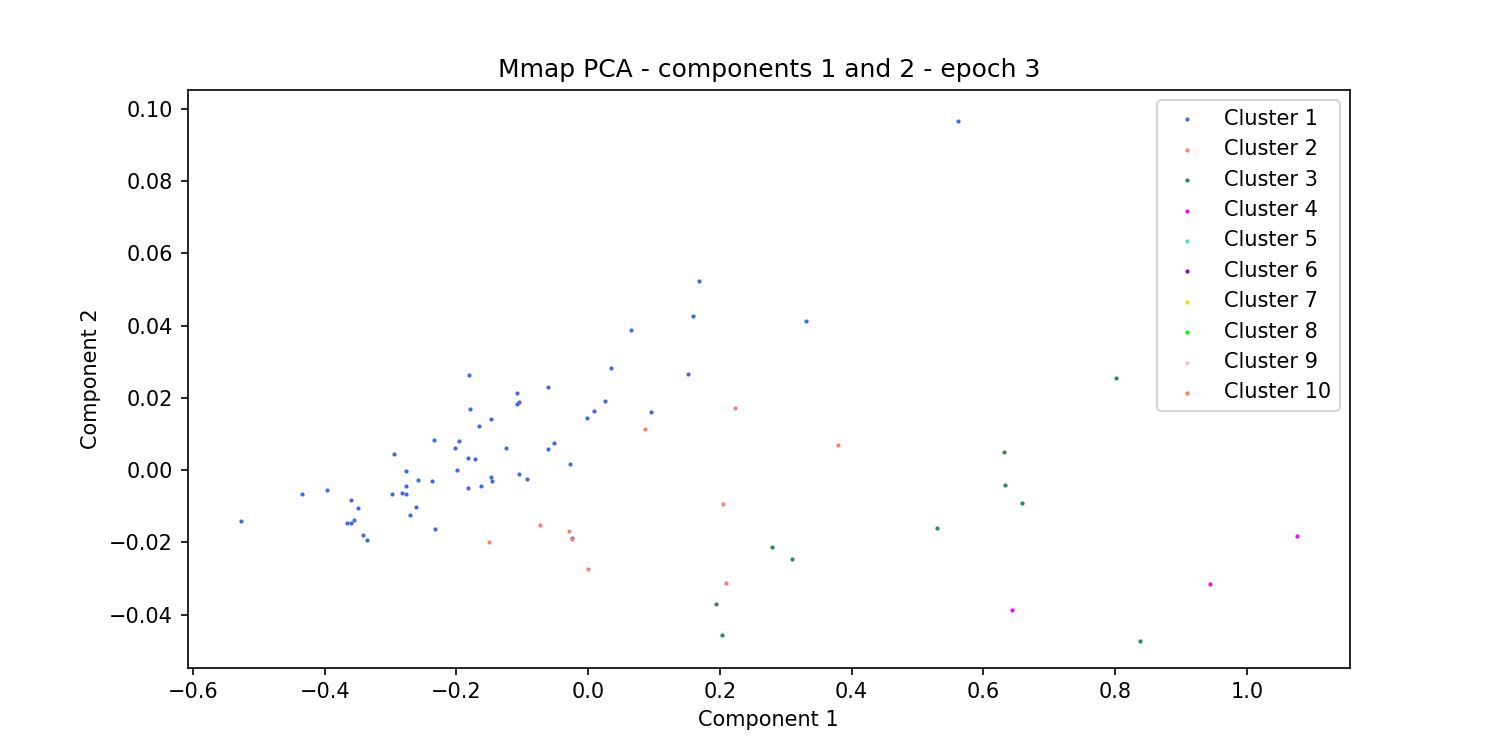 Mmap PCA - components 1 and 2 - epoch 3
Component 2
0.10
0.08
0.06
0.04
0.02
0.00
−0.02
−0.04
Cluster 1
Cluster 2
Cluster 3
Cluster 4
Cluster 5
Cluster 6
Cluster 7
Cluster 8
Cluster 9
Cluster 10
−0.6 −0.4 −0.2 0.0 0.2 0.4 0.6 0.8 1.0
Component 1